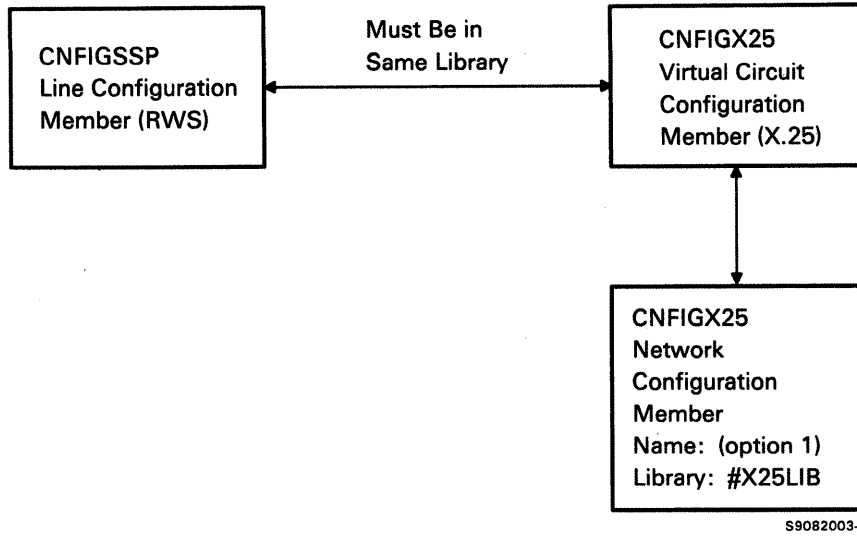 CNFIGSSP
Line Configuration
Member (RWS)
Must Be in
Same Library
CNFIGX25
Virtual Circuit
Configuration
Member (X.25)
CNFIGX25
Network
Configuration
Member
Name: (option 1)
Library: #X25LIB
S9082003-